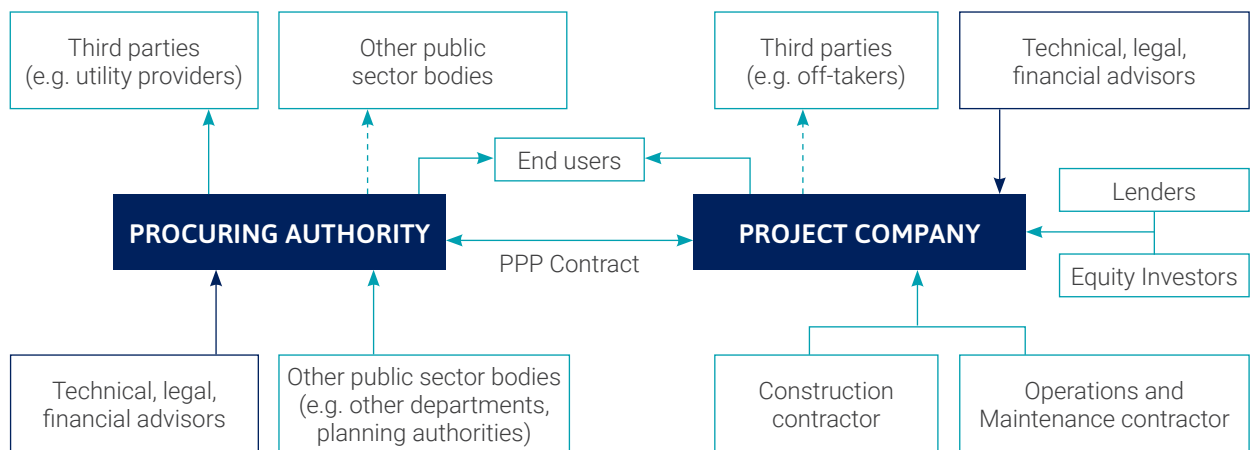 Third parties
(e.g. utility providers)
Other public
sector bodies
Third parties
(e.g. off-takers)
Technical, legal,
financial advisors
End users
Lenders
PROCURING AUTHORITY
PROJECT COMPANY
PPP Contract
Equity Investors
Technical, legal,
financial advisors
Other public sector bodies
(e.g. other departments,
planning authorities)
Construction
contractor
Operations and
Maintenance contractor